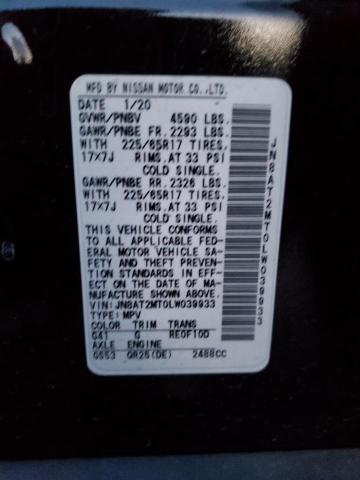 MFD BY NISSAN MOTOR CO.,LTD.
DATE 1/20
GVWR/PNBV 4590 LBS.
GAWR/PNBE FR. 2293 LBS.
WITH 225/65R17 TIRES.
17x7J RIMS.AT 33 PSI
COLD SINGLE.
GAWR/PNBE RR. 2326 LBS.
WITH 225/65R17 TIRES.
17x7J RIMS.AT 33 PSI
COLD SINGLE.
THIS VEHICLE CONFORMS
TO ALL APPLICABLE FED-
ERAL MOTOR VEHICLE SA-
FETY AND THEFT PREVENTION
STANDARDS IN EFF-
ECT ON THE DATE OF MA-
NUFACTURE SHOWN ABOVE.
VIN: JN8AT2MT0LW039933
TYPE: MPV
COLOR TRIM TRANS
G41 G RE0F10D
AXLE ENGINE
GS53 QR25(DE) 2488CC
JN8AT2MT0LW039933